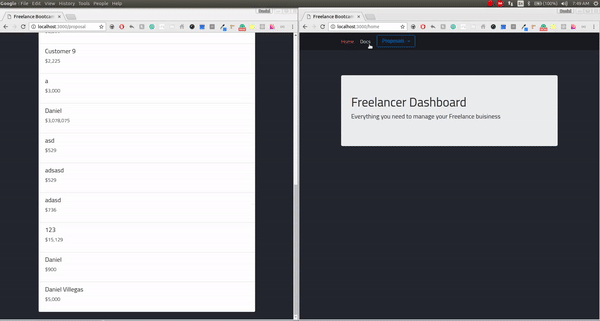 Google - File Edit View History Tools People Help
(100%) 1:49 AM
Freelance Bootcam
localhost:3000/proposal
Customer 9
$2,225
a
$3,000
Daniel
$3,078,075
asd
$529
adsasd
$529
adasd
$736
123
$15,129
Daniel
$900
Daniel Villegas
$5,000
Freelance Bootcam
localhost:3000/home
Home Docs Proposal
Freelancer Dashboard
Everything you need to manage your Freelance buisiness